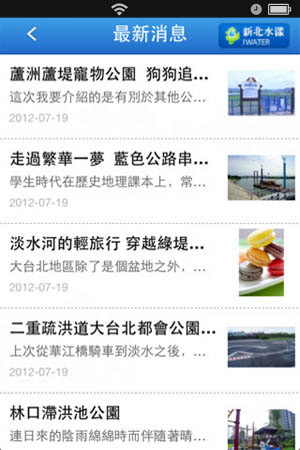 最新消息
新北水漾
iWATER
蘆洲蘆堤寵物公園 狗狗追...
這次我要介紹的是有別於其他公...
2012-07-19
走過繁華一夢 藍色公路串...
學生時代在歷史地理課本上，常...
2012-07-19
淡水河的輕旅行 穿越綠堤...
大台北地區除了是個盆地之外，...
2012-07-19
二重疏洪道大台北都會公園...
上次從華江橋騎車到淡水之後，...
2012-07-19
林口滯洪池公園
連日來的陰雨綿綿時而伴隨著晴...